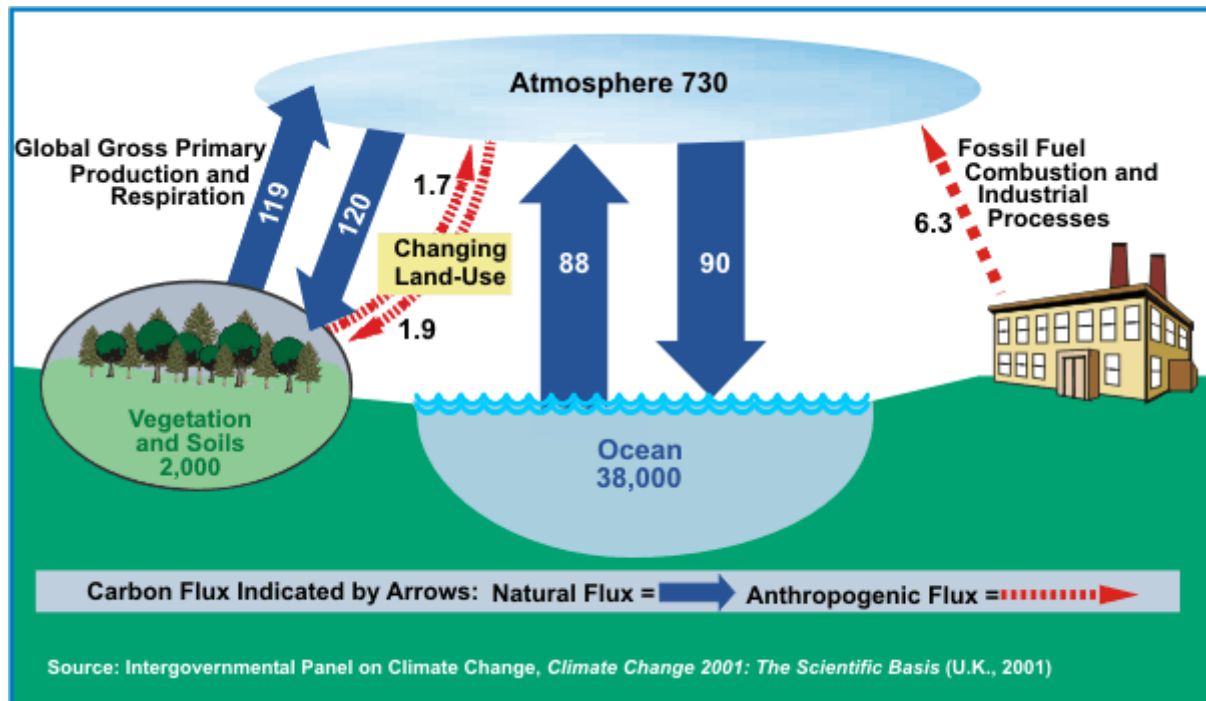 Atmosphere 730
Global Gross Primary
Production and
Respiration
119
120
1.7
Changing
Land-Use
1.9
88
90
Fossil Fuel
Combustion and
Industrial
Processes
6.3
Vegetation
and Soils
2,000
Ocean
38,000
Carbon Flux Indicated by Arrows: Natural Flux = Anthropogenic Flux =
Source: Intergovernmental Panel on Climate Change, Climate Change 2001: The Scientific Basis (U.K., 2001)